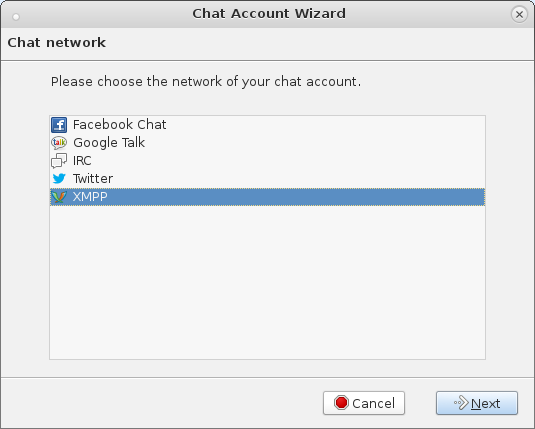 Chat Account Wizard
Chat network
Please choose the network of your chat account.
Facebook Chat
talk Google Talk
IRC
Twitter
XMPP
Cancel
Next